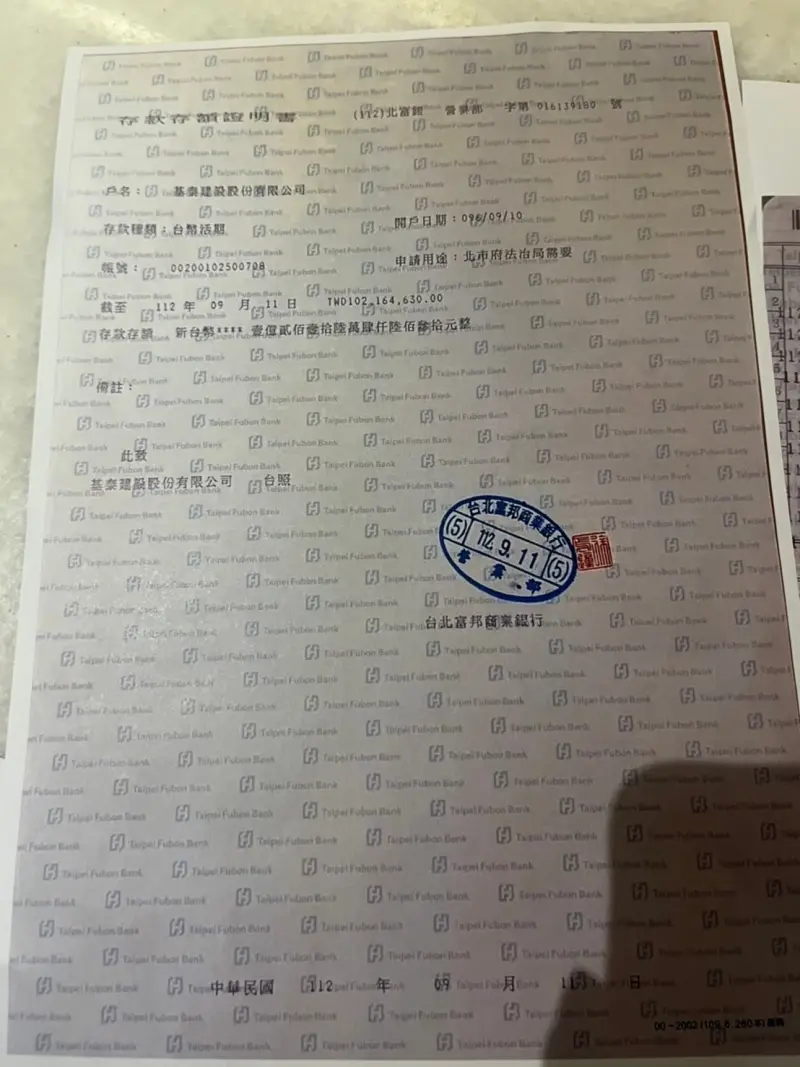 存款存額證明書 (112)北富銀 營業部 字第 016139180 號
戶名：基泰建設股份有限公司
存款種類：台幣活期 開戶日期：096/09/10
帳號： 00200102500708 申請用途：北市府法治局需要
截至 112 年 09 月 11 日 TWD102,164,630.00
存款存額 新台幣**** 壹億貳佰壹拾陸萬肆仟陸佰參拾元整
備註：
此致
基泰建設股份有限公司 台照
台北富邦商業銀行
(5) 112.9.11 (5)
營業部
台北富邦商業銀行
中華民國 112 年 09 月 11 日
Taipei Fubon Bank